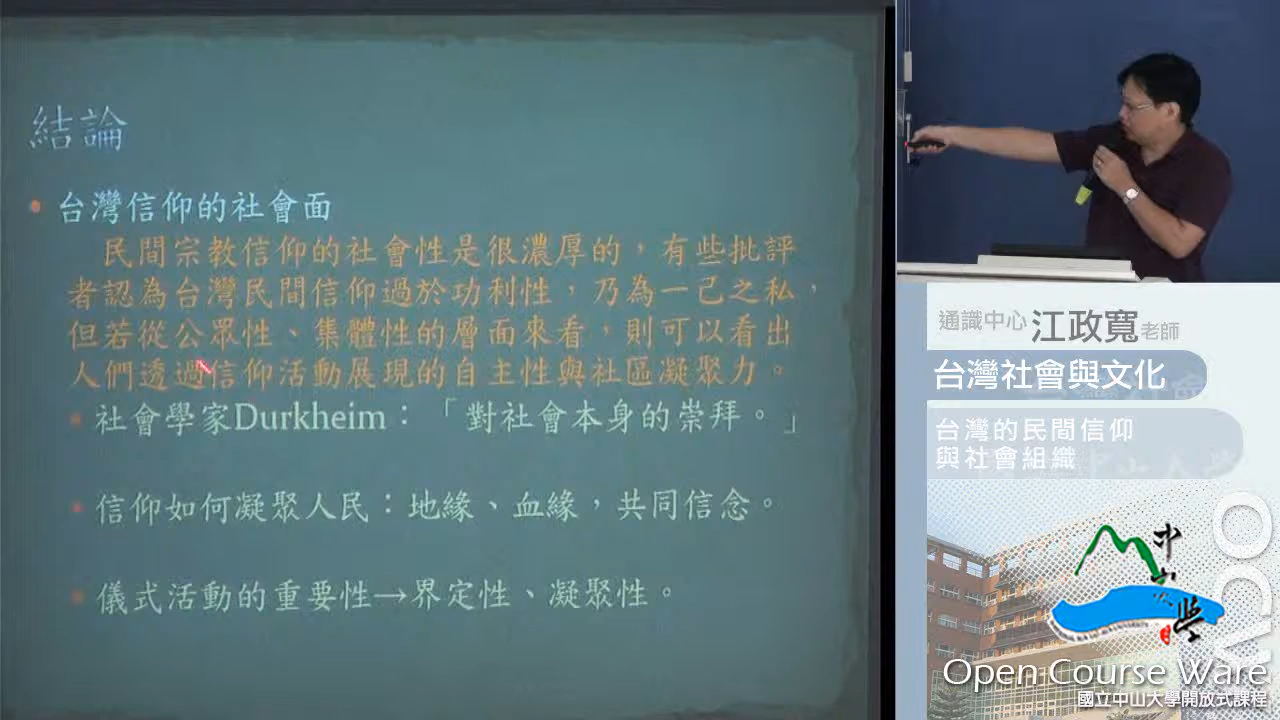 結論
台灣信仰的社會面
民間宗教信仰的社會性是很濃厚的，有些批評
者認為台灣民間信仰過於功利性，乃為一己之私，
但若從公眾性、集體性的層面來看，則可以看出
人們透過信仰活動展現的自主性與社區凝聚力。
社會學家Durkheim：「對社會本身的崇拜。」
信仰如何凝聚人民：地緣、血緣，共同信念。
儀式活動的重要性→界定性、凝聚性。
通識中心 江政寬 老師
台灣社會與文化
台灣的民間信仰
與社會組織
中山大學
OCW
Open Course Ware
國立中山大學開放式課程